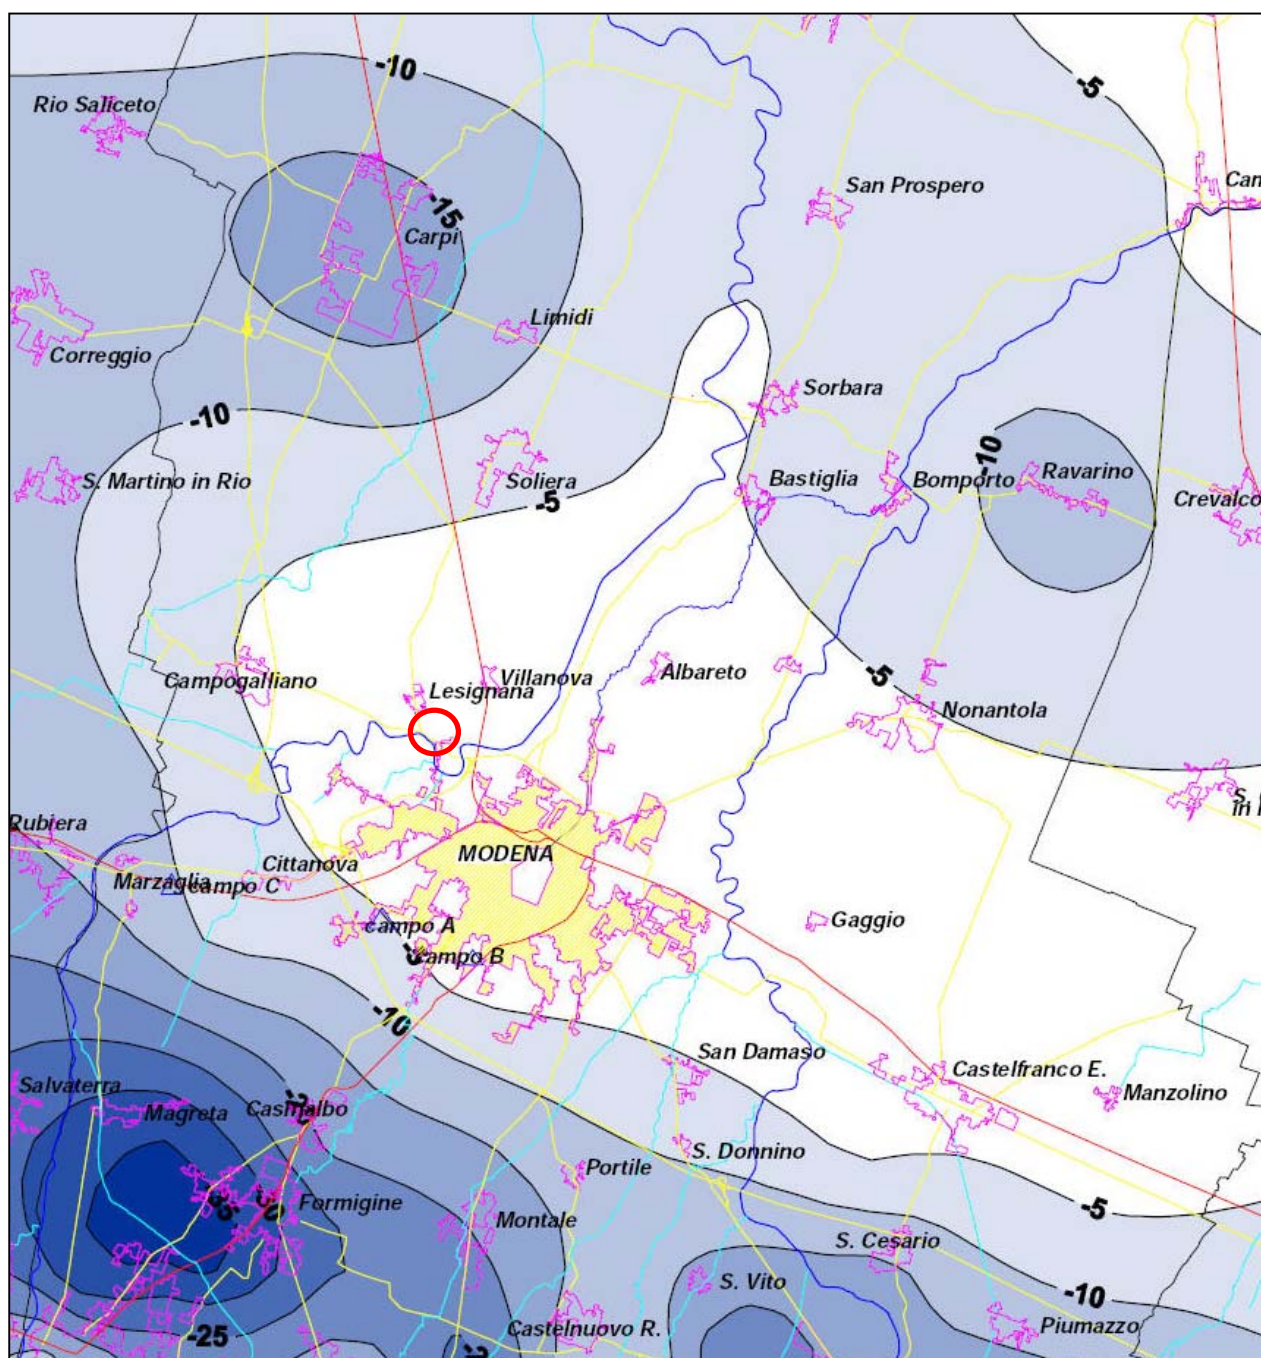 -10
-5
Rio Saliceto
San Prospero
-15
Carpi
Limidi
Correggio
Sorbara
-10
-10
S. Martino in Rio
Soliera
Bastiglia
Bomporto
Ravarino
-5
Villanova
Albareto
Campogalliano
Lesignana
-5
Nonantola
Rubiera
MODENA
Cittanova
Marzaglia
campo C
campo A
Gaggio
campo B
-10
San Damaso
Castelfranco E.
Salvaterra
Magreta
Casinalbo
Manzolino
S. Donnino
Portile
Formigine
Montale
-5
S. Cesario
S. Vito
-10
-25
Castelnuovo R.
Piumazzo